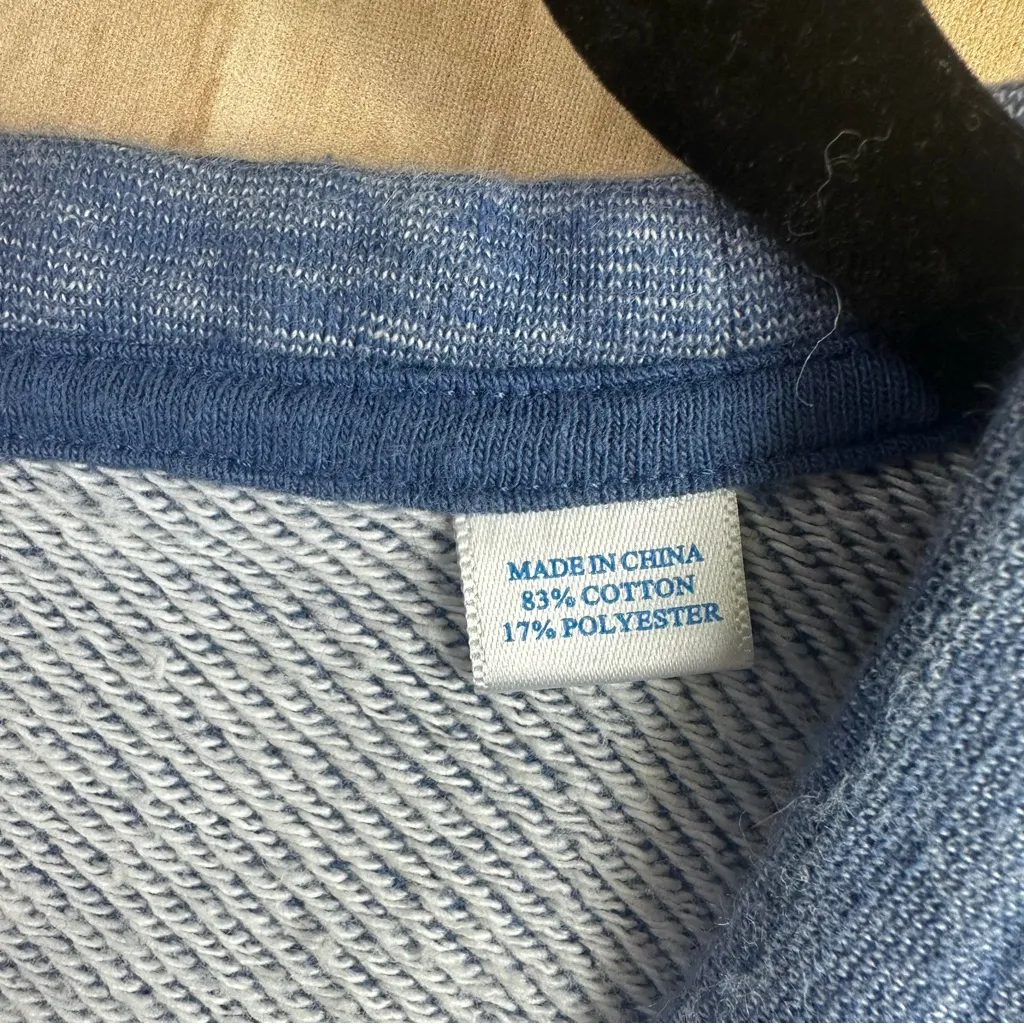 MADE IN CHINA
83% COTTON
17% POLYESTER